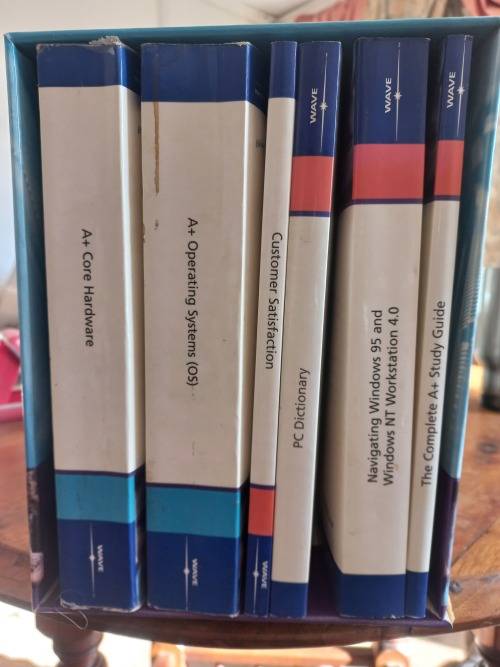 A+ Core Hardware
WAVE
A+ Operating Systems (OS)
WAVE
Customer Satisfaction
WAVE
WAVE
PC Dictionary
WAVE
Navigating Windows 95 and
Windows NT Workstation 4.0
WAVE
The Complete A+ Study Guide